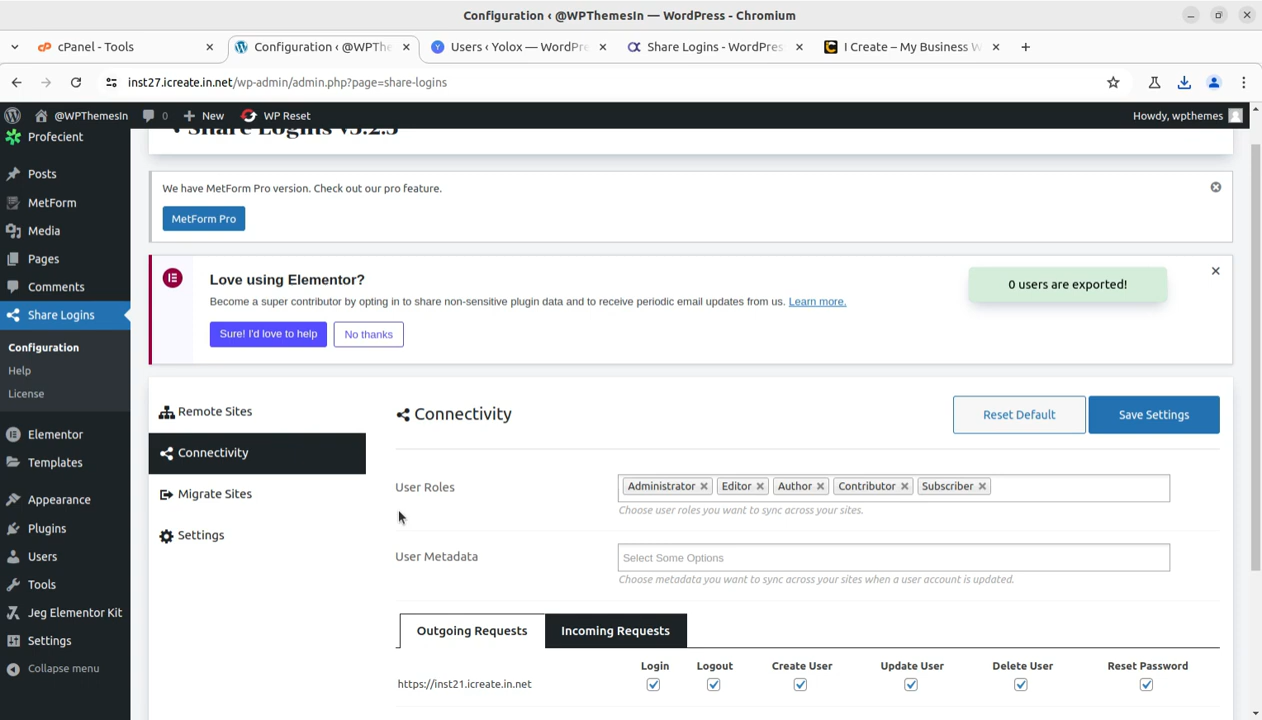 Configuration ‹ @WPThemesIn — WordPress - Chromium
cPanel - Tools
Configuration ‹ @WPThe
Users ‹ Yolox — WordPre
Share Logins - WordPres
I Create – My Business W
inst27.icreate.in.net/wp-admin/admin.php?page=share-logins
@WPThemesIn
0
New
WP Reset
Howdy, wpthemes
Profecient
Posts
MetForm
Media
Pages
Comments
Share Logins
Configuration
Help
License
Elementor
Templates
Appearance
Plugins
Users
Tools
Jeg Elementor Kit
Settings
Collapse menu
Share Logins v3.2.3
We have MetForm Pro version. Check out our pro feature.
MetForm Pro
Love using Elementor?
Become a super contributor by opting in to share non-sensitive plugin data and to receive periodic email updates from us. Learn more.
Sure! I'd love to help
No thanks
0 users are exported!
Remote Sites
Connectivity
Migrate Sites
Settings
Connectivity
Reset Default
Save Settings
User Roles
Administrator
Editor
Author
Contributor
Subscriber
Choose user roles you want to sync across your sites.
User Metadata
Select Some Options
Choose metadata you want to sync across your sites when a user account is updated.
Outgoing Requests
Incoming Requests
Login
Logout
Create User
Update User
Delete User
Reset Password
https://inst21.icreate.in.net